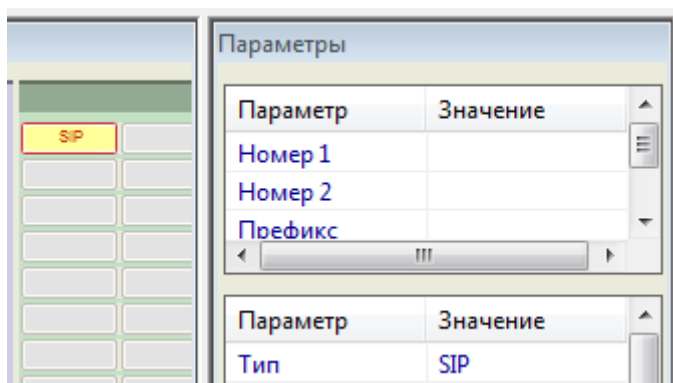 Параметры
SIP
Параметр Значение
Номер 1
Номер 2
Префикс
Параметр Значение
Тип SIP